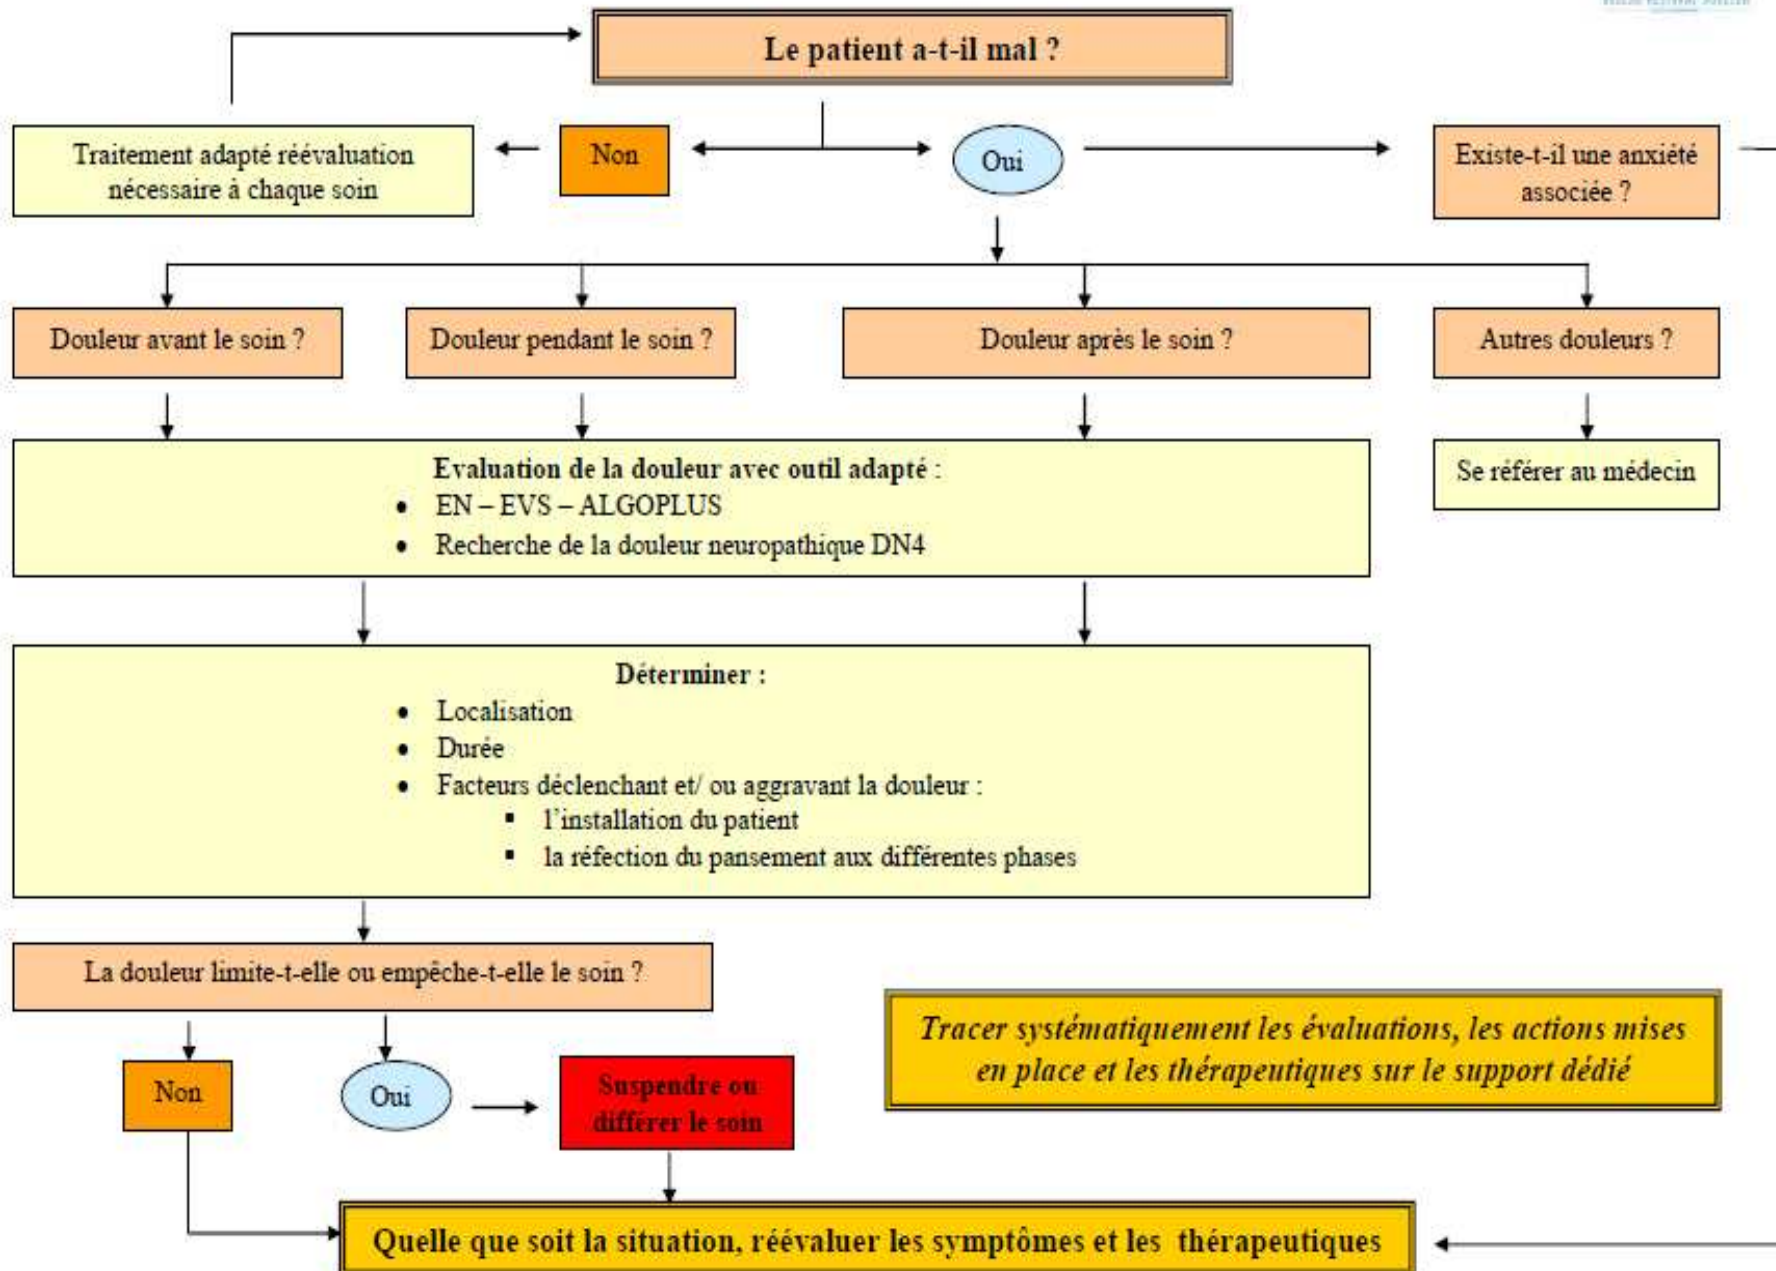 Le patient a-t-il mal ?
Traitement adapté réévaluation
nécessaire à chaque soin
Non
Oui
Existe-t-il une anxiété
associée ?
Douleur avant le soin ?
Douleur pendant le soin ?
Douleur après le soin ?
Autres douleurs ?
Evaluation de la douleur avec outil adapté :
• EN – EVS – ALGOPLUS
• Recherche de la douleur neuropathique DN4
Se référer au médecin
Déterminer :
• Localisation
• Durée
• Facteurs déclenchant et/ ou aggravant la douleur :
▪ l'installation du patient
▪ la réfection du pansement aux différentes phases
La douleur limite-t-elle ou empêche-t-elle le soin ?
Non
Oui
Suspendre ou
différer le soin
Tracer systématiquement les évaluations, les actions mises
en place et les thérapeutiques sur le support dédié
Quelle que soit la situation, réévaluer les symptômes et les thérapeutiques